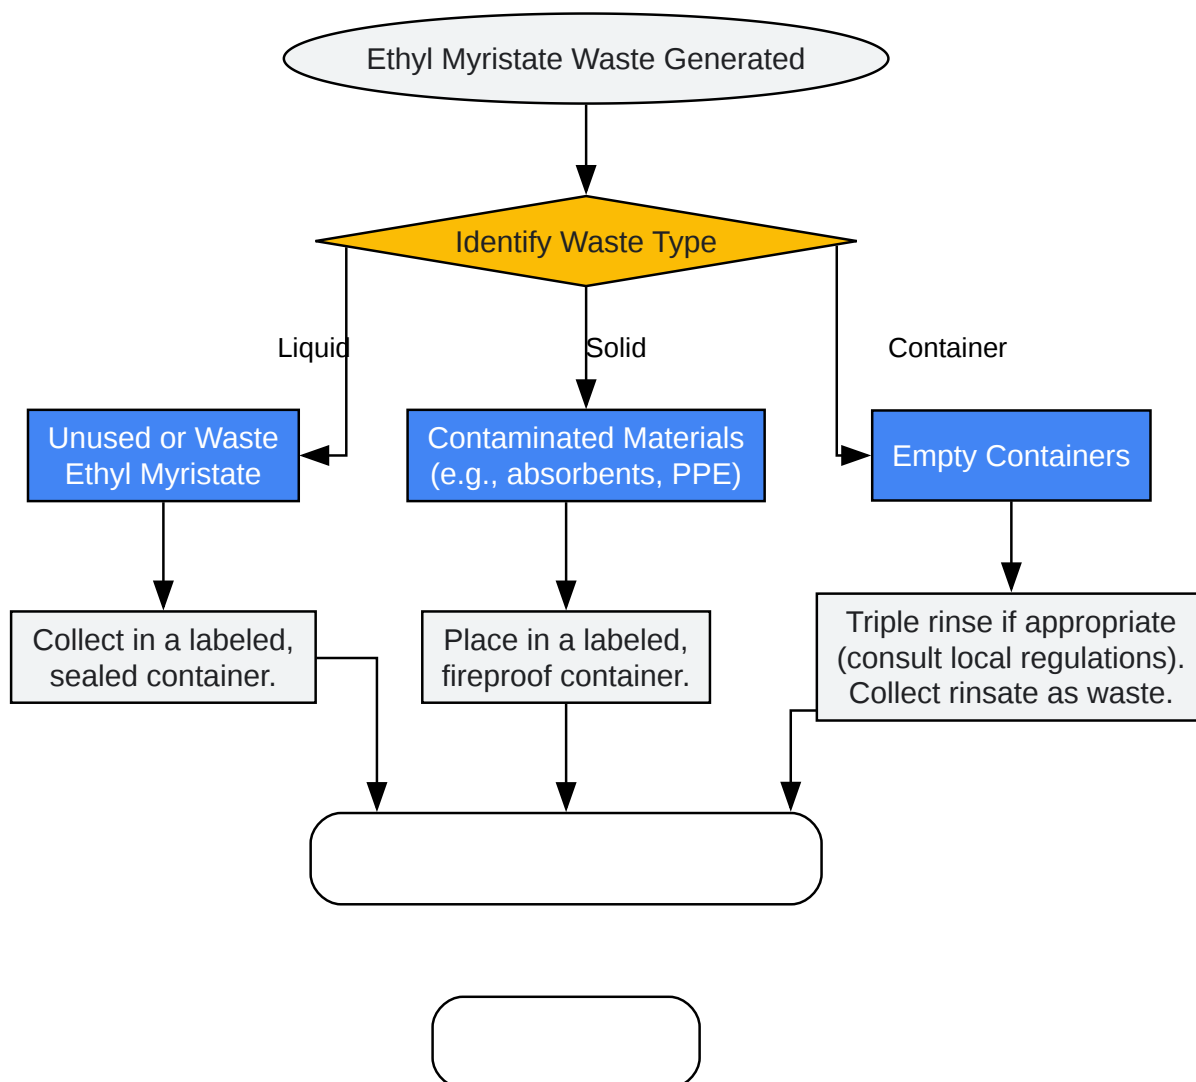 Ethyl Myristate Waste Generated
Identify Waste Type
Liquid
Solid
Container
Unused or Waste
Ethyl Myristate
Contaminated Materials
(e.g., absorbents, PPE)
Empty Containers
Collect in a labeled,
sealed container.
Place in a labeled,
fireproof container.
Triple rinse if appropriate
(consult local regulations).
Collect rinsate as waste.